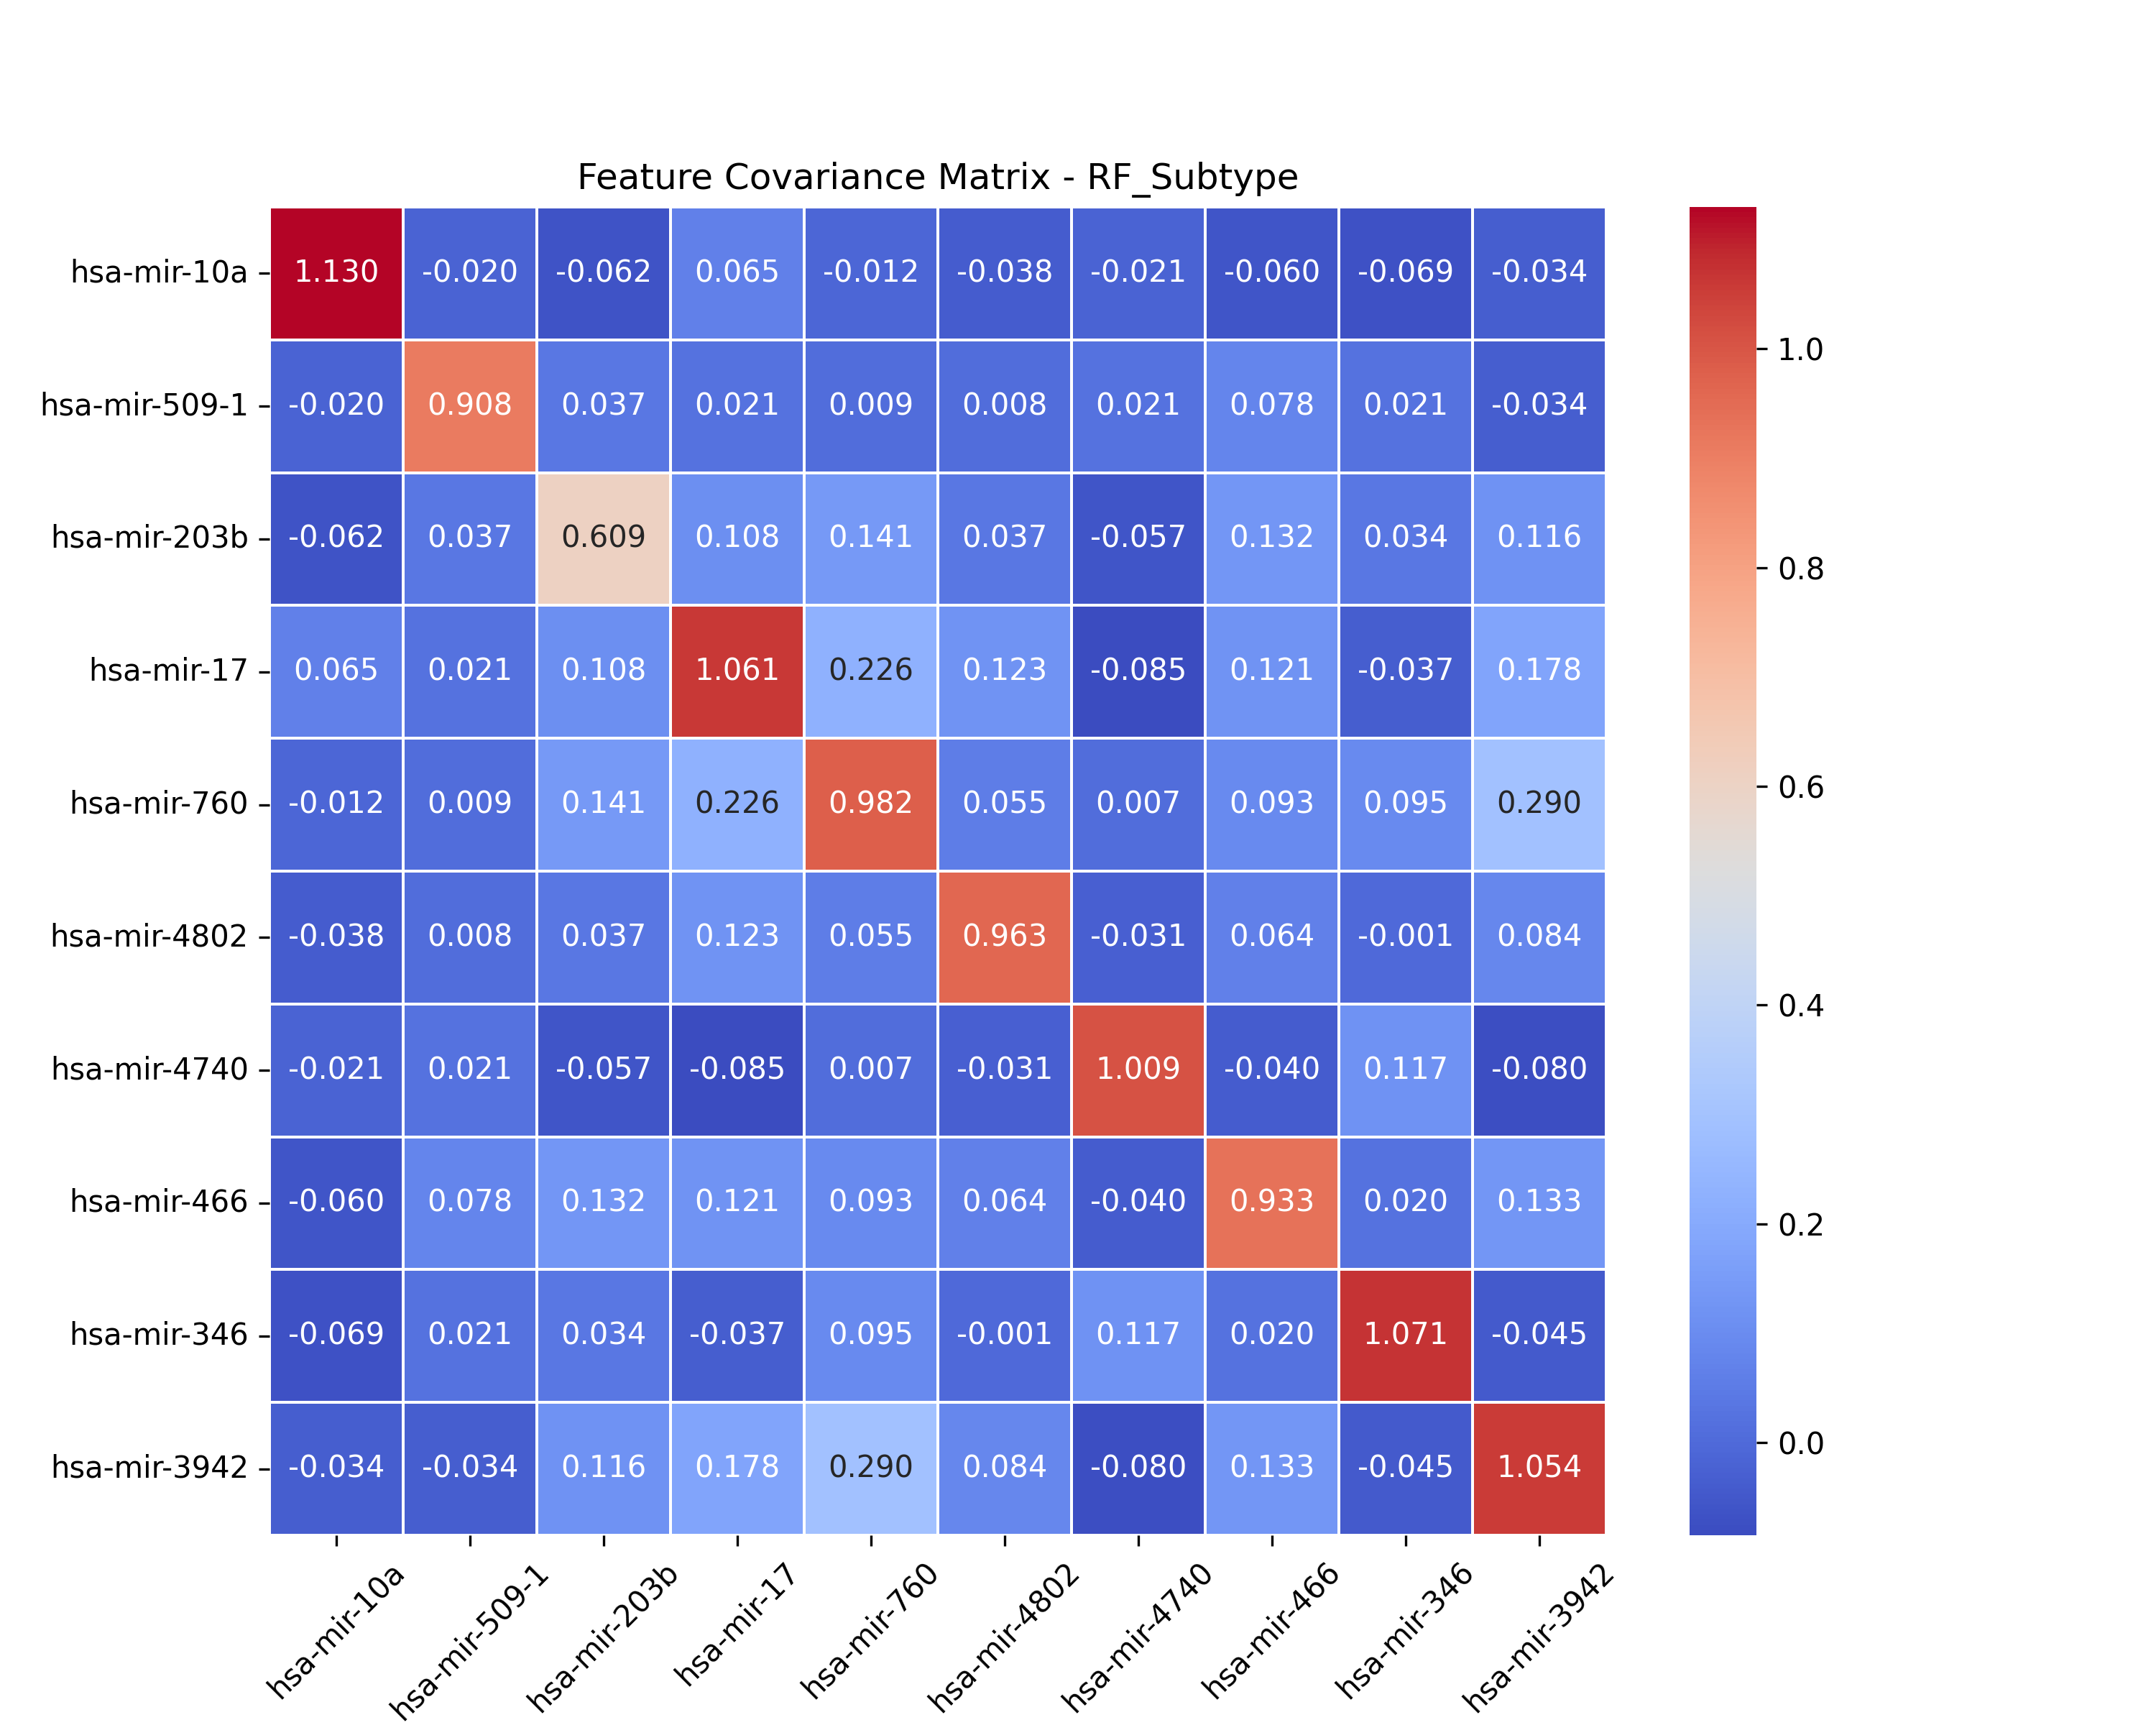 Feature Covariance Matrix - RF_Subtype
hsa-mir-10a 1.130 -0.020 -0.062 0.065 -0.012 -0.038 -0.021 -0.060 -0.069 -0.034
hsa-mir-509-1 -0.020 0.908 0.037 0.021 0.009 0.008 0.021 0.078 0.021 -0.034
hsa-mir-203b -0.062 0.037 0.609 0.108 0.141 0.037 -0.057 0.132 0.034 0.116
hsa-mir-17 0.065 0.021 0.108 1.061 0.226 0.123 -0.085 0.121 -0.037 0.178
hsa-mir-760 -0.012 0.009 0.141 0.226 0.982 0.055 0.007 0.093 0.095 0.290
hsa-mir-4802 -0.038 0.008 0.037 0.123 0.055 0.963 -0.031 0.064 -0.001 0.084
hsa-mir-4740 -0.021 0.021 -0.057 -0.085 0.007 -0.031 1.009 -0.040 0.117 -0.080
hsa-mir-466 -0.060 0.078 0.132 0.121 0.093 0.064 -0.040 0.933 0.020 0.133
hsa-mir-346 -0.069 0.021 0.034 -0.037 0.095 -0.001 0.117 0.020 1.071 -0.045
hsa-mir-3942 -0.034 -0.034 0.116 0.178 0.290 0.084 -0.080 0.133 -0.045 1.054
hsa-mir-10a hsa-mir-509-1 hsa-mir-203b hsa-mir-17 hsa-mir-760 hsa-mir-4802 hsa-mir-4740 hsa-mir-466 hsa-mir-346 hsa-mir-3942
1.0
0.8
0.6
0.4
0.2
0.0